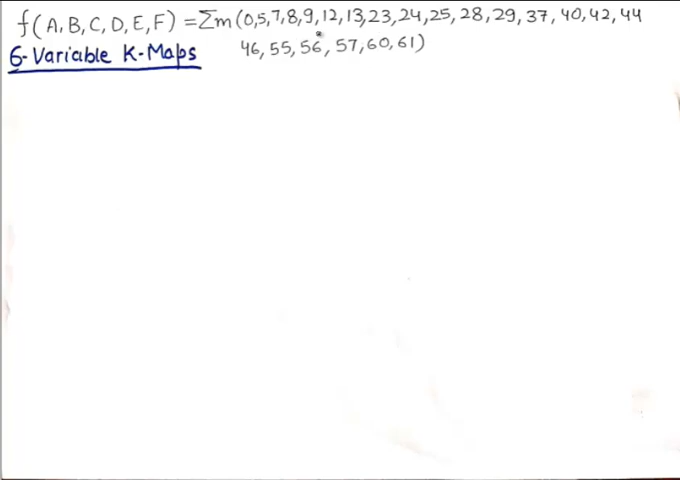 f(A,B,C,D,E,F) = Σm(0,5,7,8,9,12,13,23,24,25,28,29,37,40,42,44
46,55,56,57,60,61)
6-Variable K-Maps